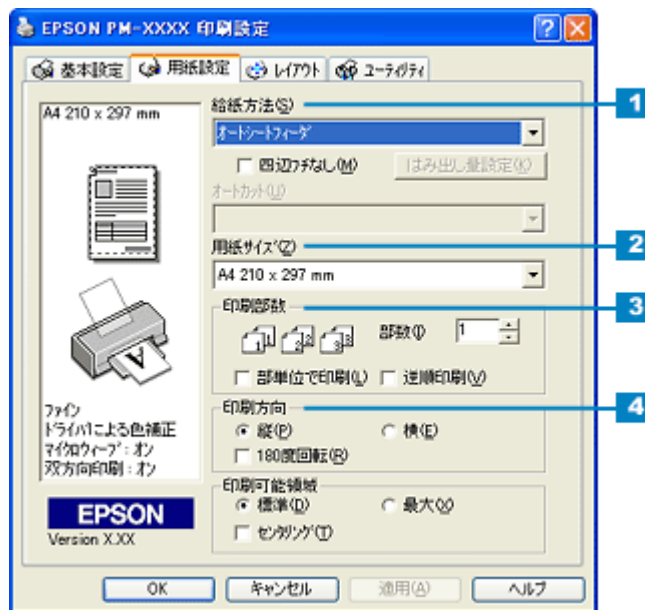 EPSON PM-XXXX 印刷設定
基本設定 用紙設定 レイアウト ユーティリティ
A4 210 x 297 mm
給紙方法(S)
1
オートシートフィーダ
四辺フチなし(M) はみ出し量設定(K)
オートカット(U)
用紙サイズ(Z)
2
A4 210 x 297 mm
印刷部数
3
部数(I) 1
部単位で印刷(L) 逆順印刷(V)
印刷方向
4
縦(P) 横(E)
180度回転(R)
印刷可能領域
標準(D) 最大(X)
センタリング(T)
ファイン
ドライバによる色補正
マイクロウィーブ:オン
双方向印刷:オン
EPSON
Version X.XX
OK キャンセル 適用(A) ヘルプ